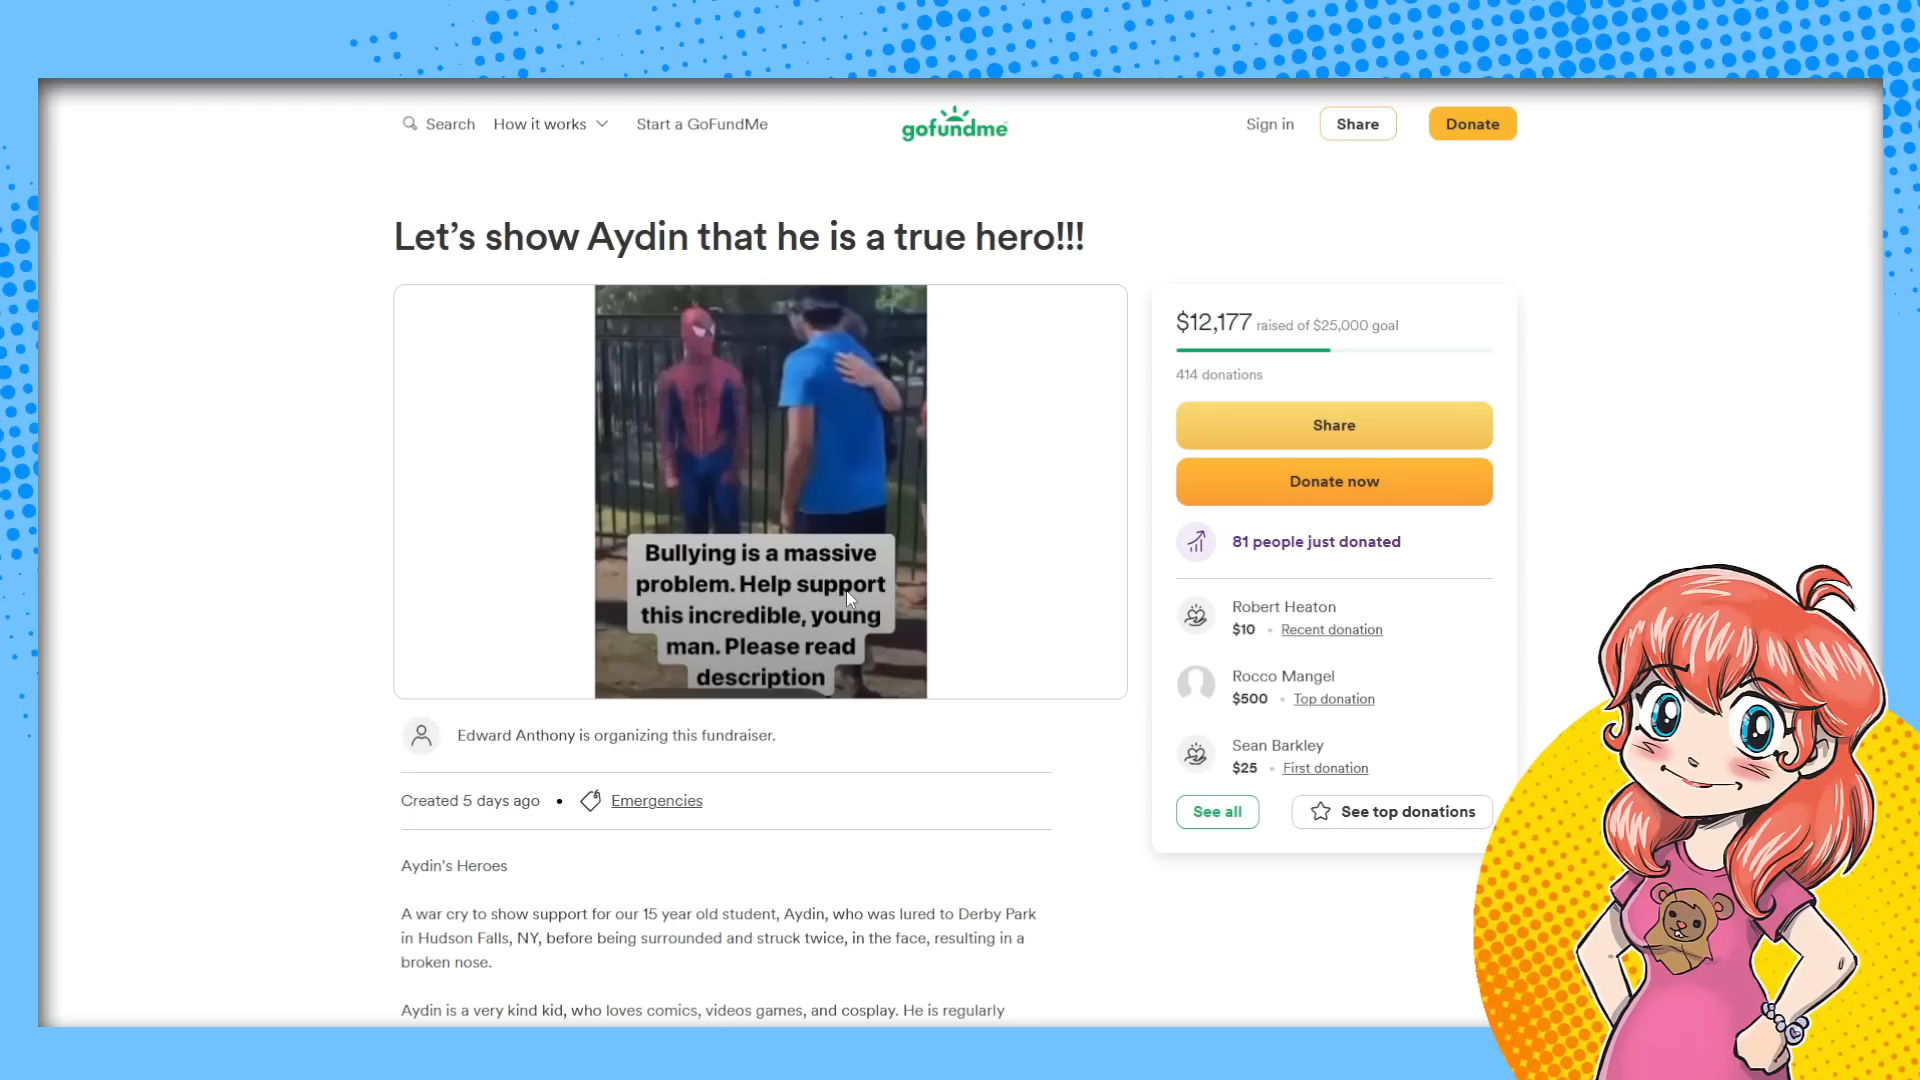 Search
How it works
Start a GoFundMe
gofundme
Sign in
Share
Donate
Let’s show Aydin that he is a true hero!!!
Bullying is a massive
problem. Help support
this incredible, young
man. Please read
description
$12,177 raised of $25,000 goal
414 donations
Share
Donate now
81 people just donated
Robert Heaton
$10 • Recent donation
Rocco Mangel
$500 • Top donation
Sean Barkley
$25 • First donation
See all
See top donations
Edward Anthony is organizing this fundraiser.
Created 5 days ago • Emergencies
Aydin's Heroes
A war cry to show support for our 15 year old student, Aydin, who was lured to Derby Park
in Hudson Falls, NY, before being surrounded and struck twice, in the face, resulting in a
broken nose.
Aydin is a very kind kid, who loves comics, videos games, and cosplay. He is regularly